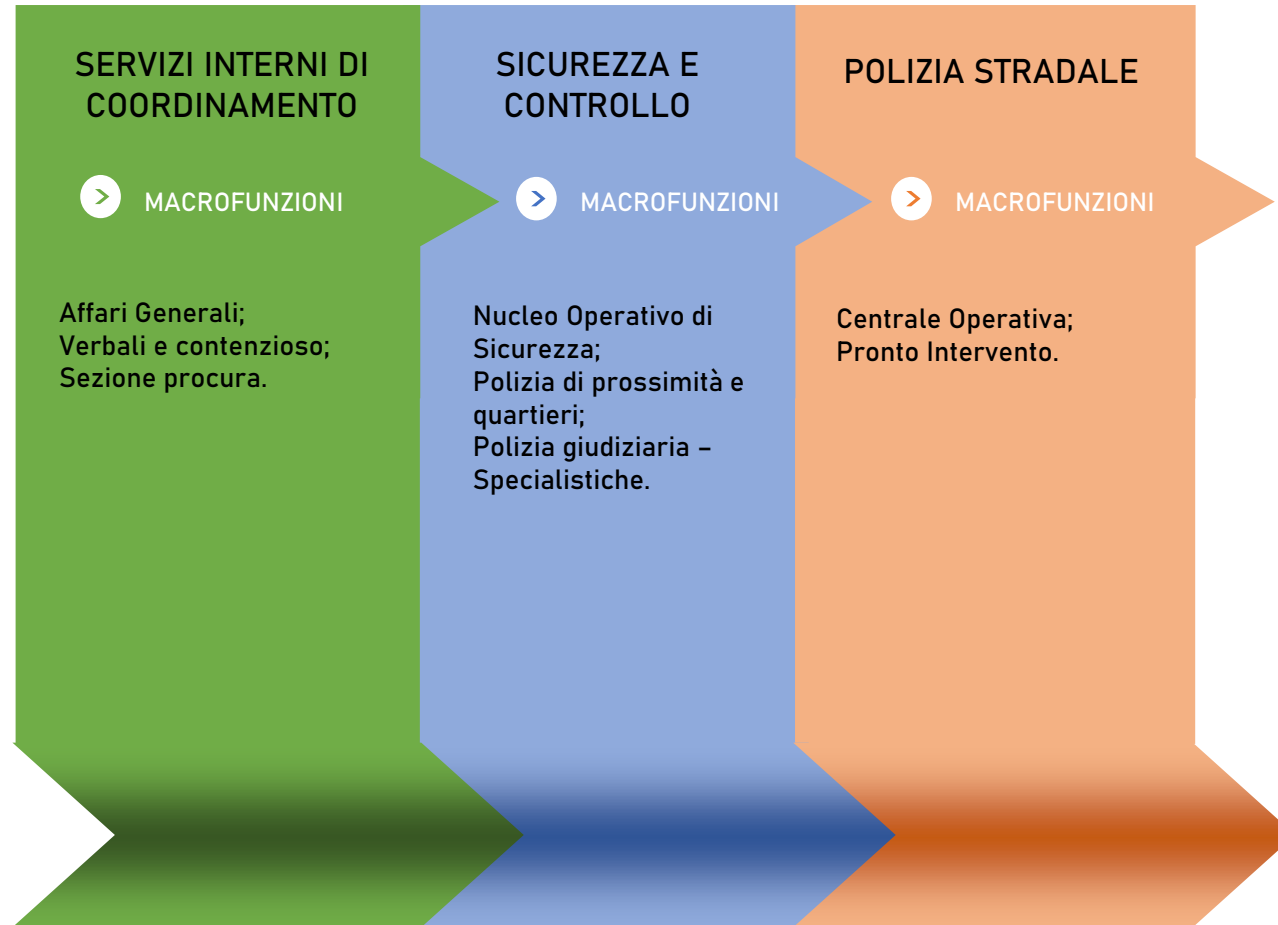 SERVIZI INTERNI DI
COORDINAMENTO
MACROFUNZIONI
Affari Generali;
Verbali e contenzioso;
Sezione procura.
SICUREZZA E
CONTROLLO
MACROFUNZIONI
Nucleo Operativo di
Sicurezza;
Polizia di prossimità e
quartieri;
Polizia giudiziaria –
Specialistiche.
POLIZIA STRADALE
MACROFUNZIONI
Centrale Operativa;
Pronto Intervento.